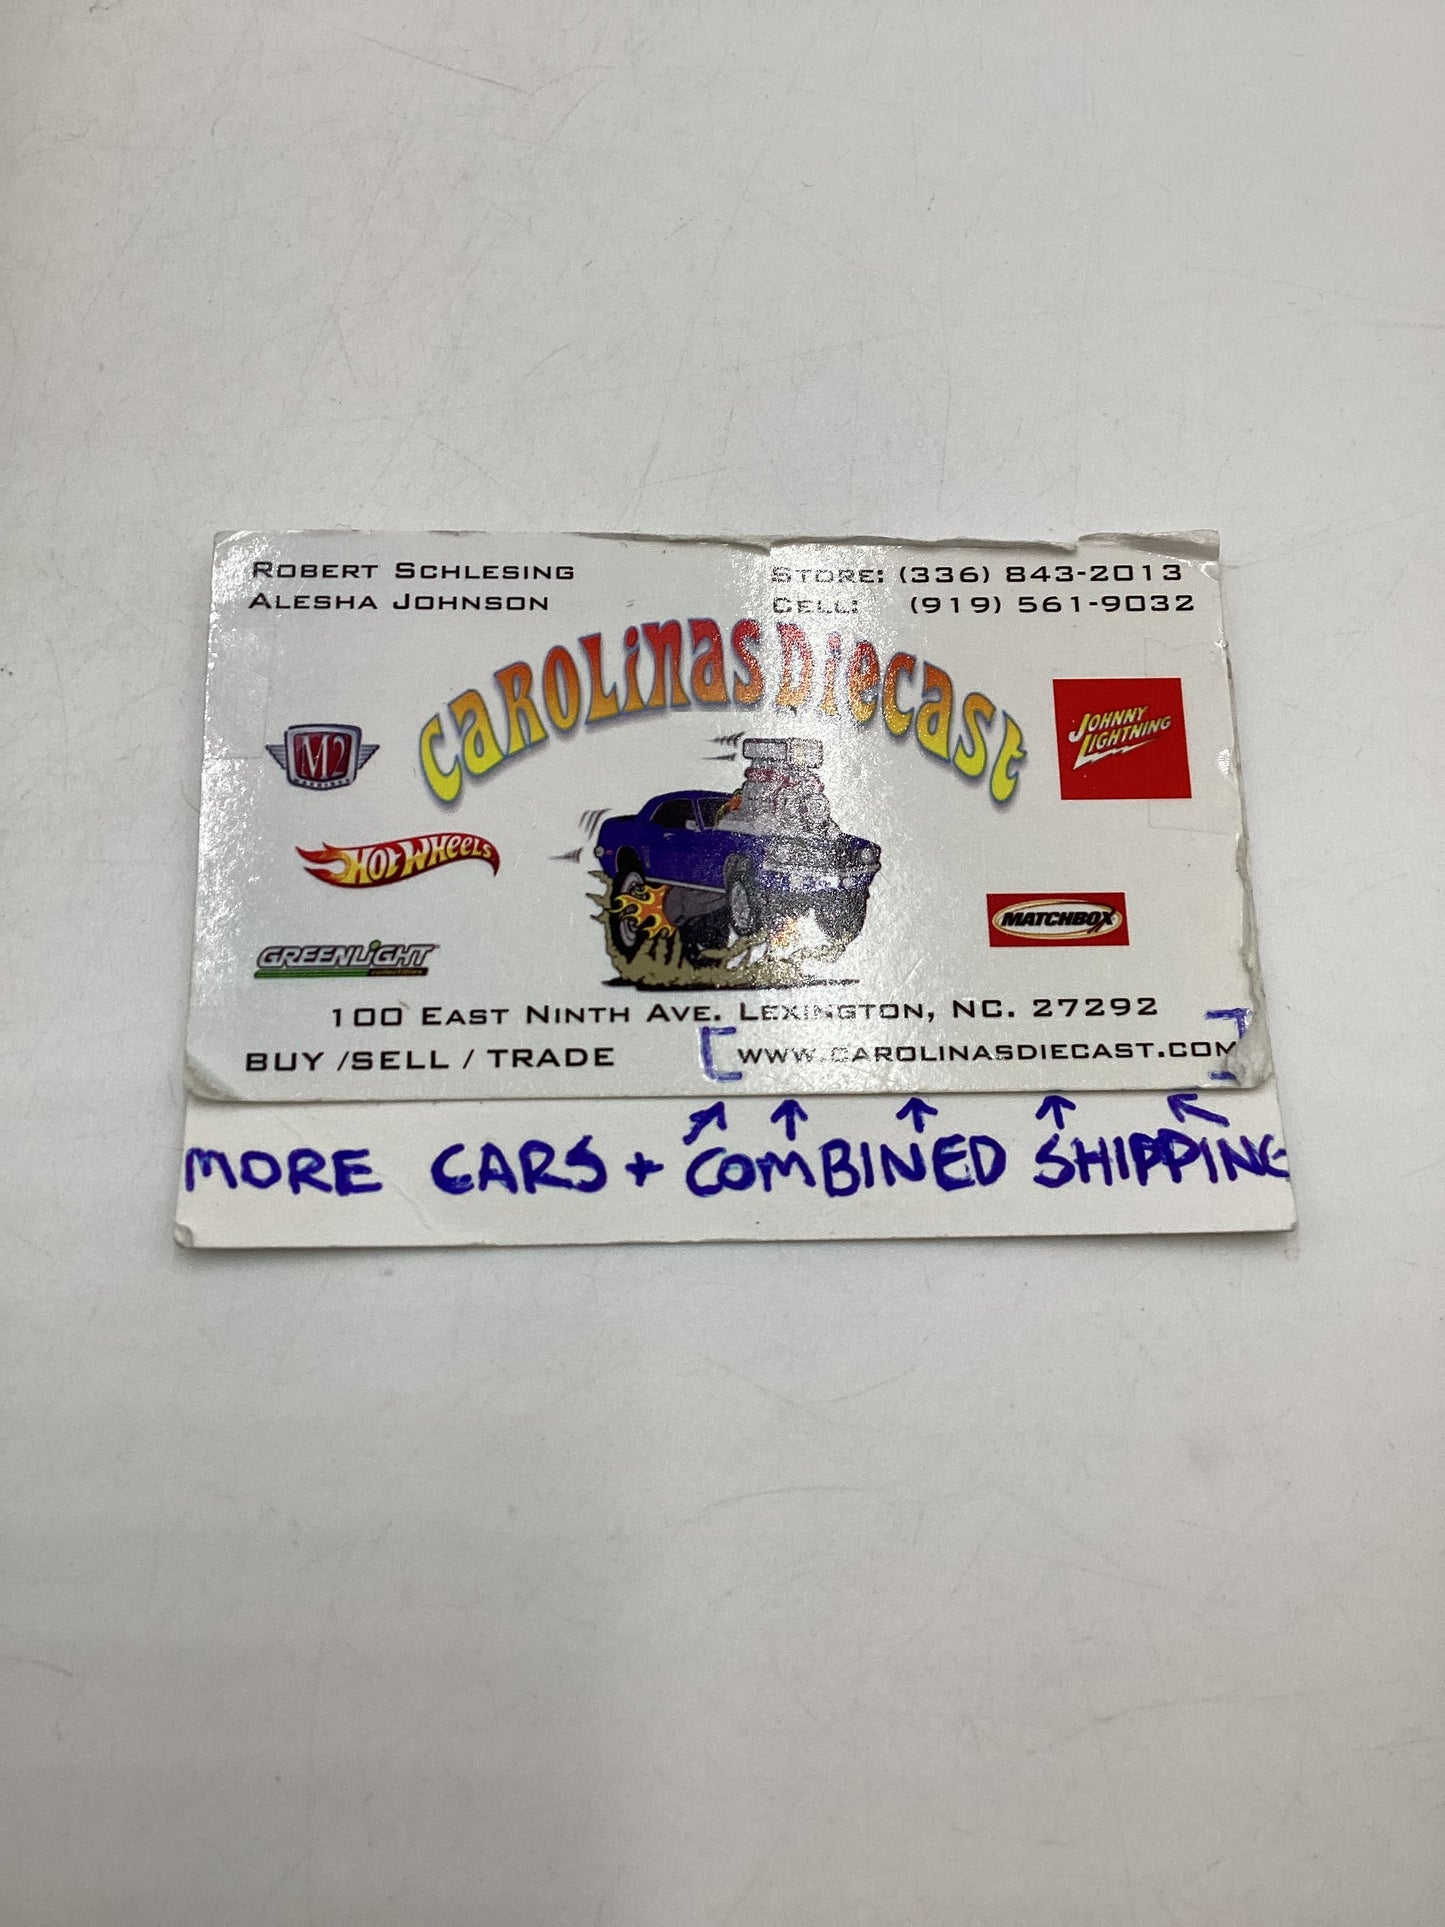 ROBERT SCHLESING
ALESHA JOHNSON
STORE: (336) 843-2013
CELL: (919) 561-9032
CAROLINAS DIECAST
M2
JOHNNY
LIGHTNING
HOT WHEELS
MATCHBOX
GREENLIGHT
collectibles
100 EAST NINTH AVE. LEXINGTON, NC. 27292
BUY /SELL / TRADE
WWW.CAROLINASDIECAST.COM
MORE CARS + COMBINED SHIPPING